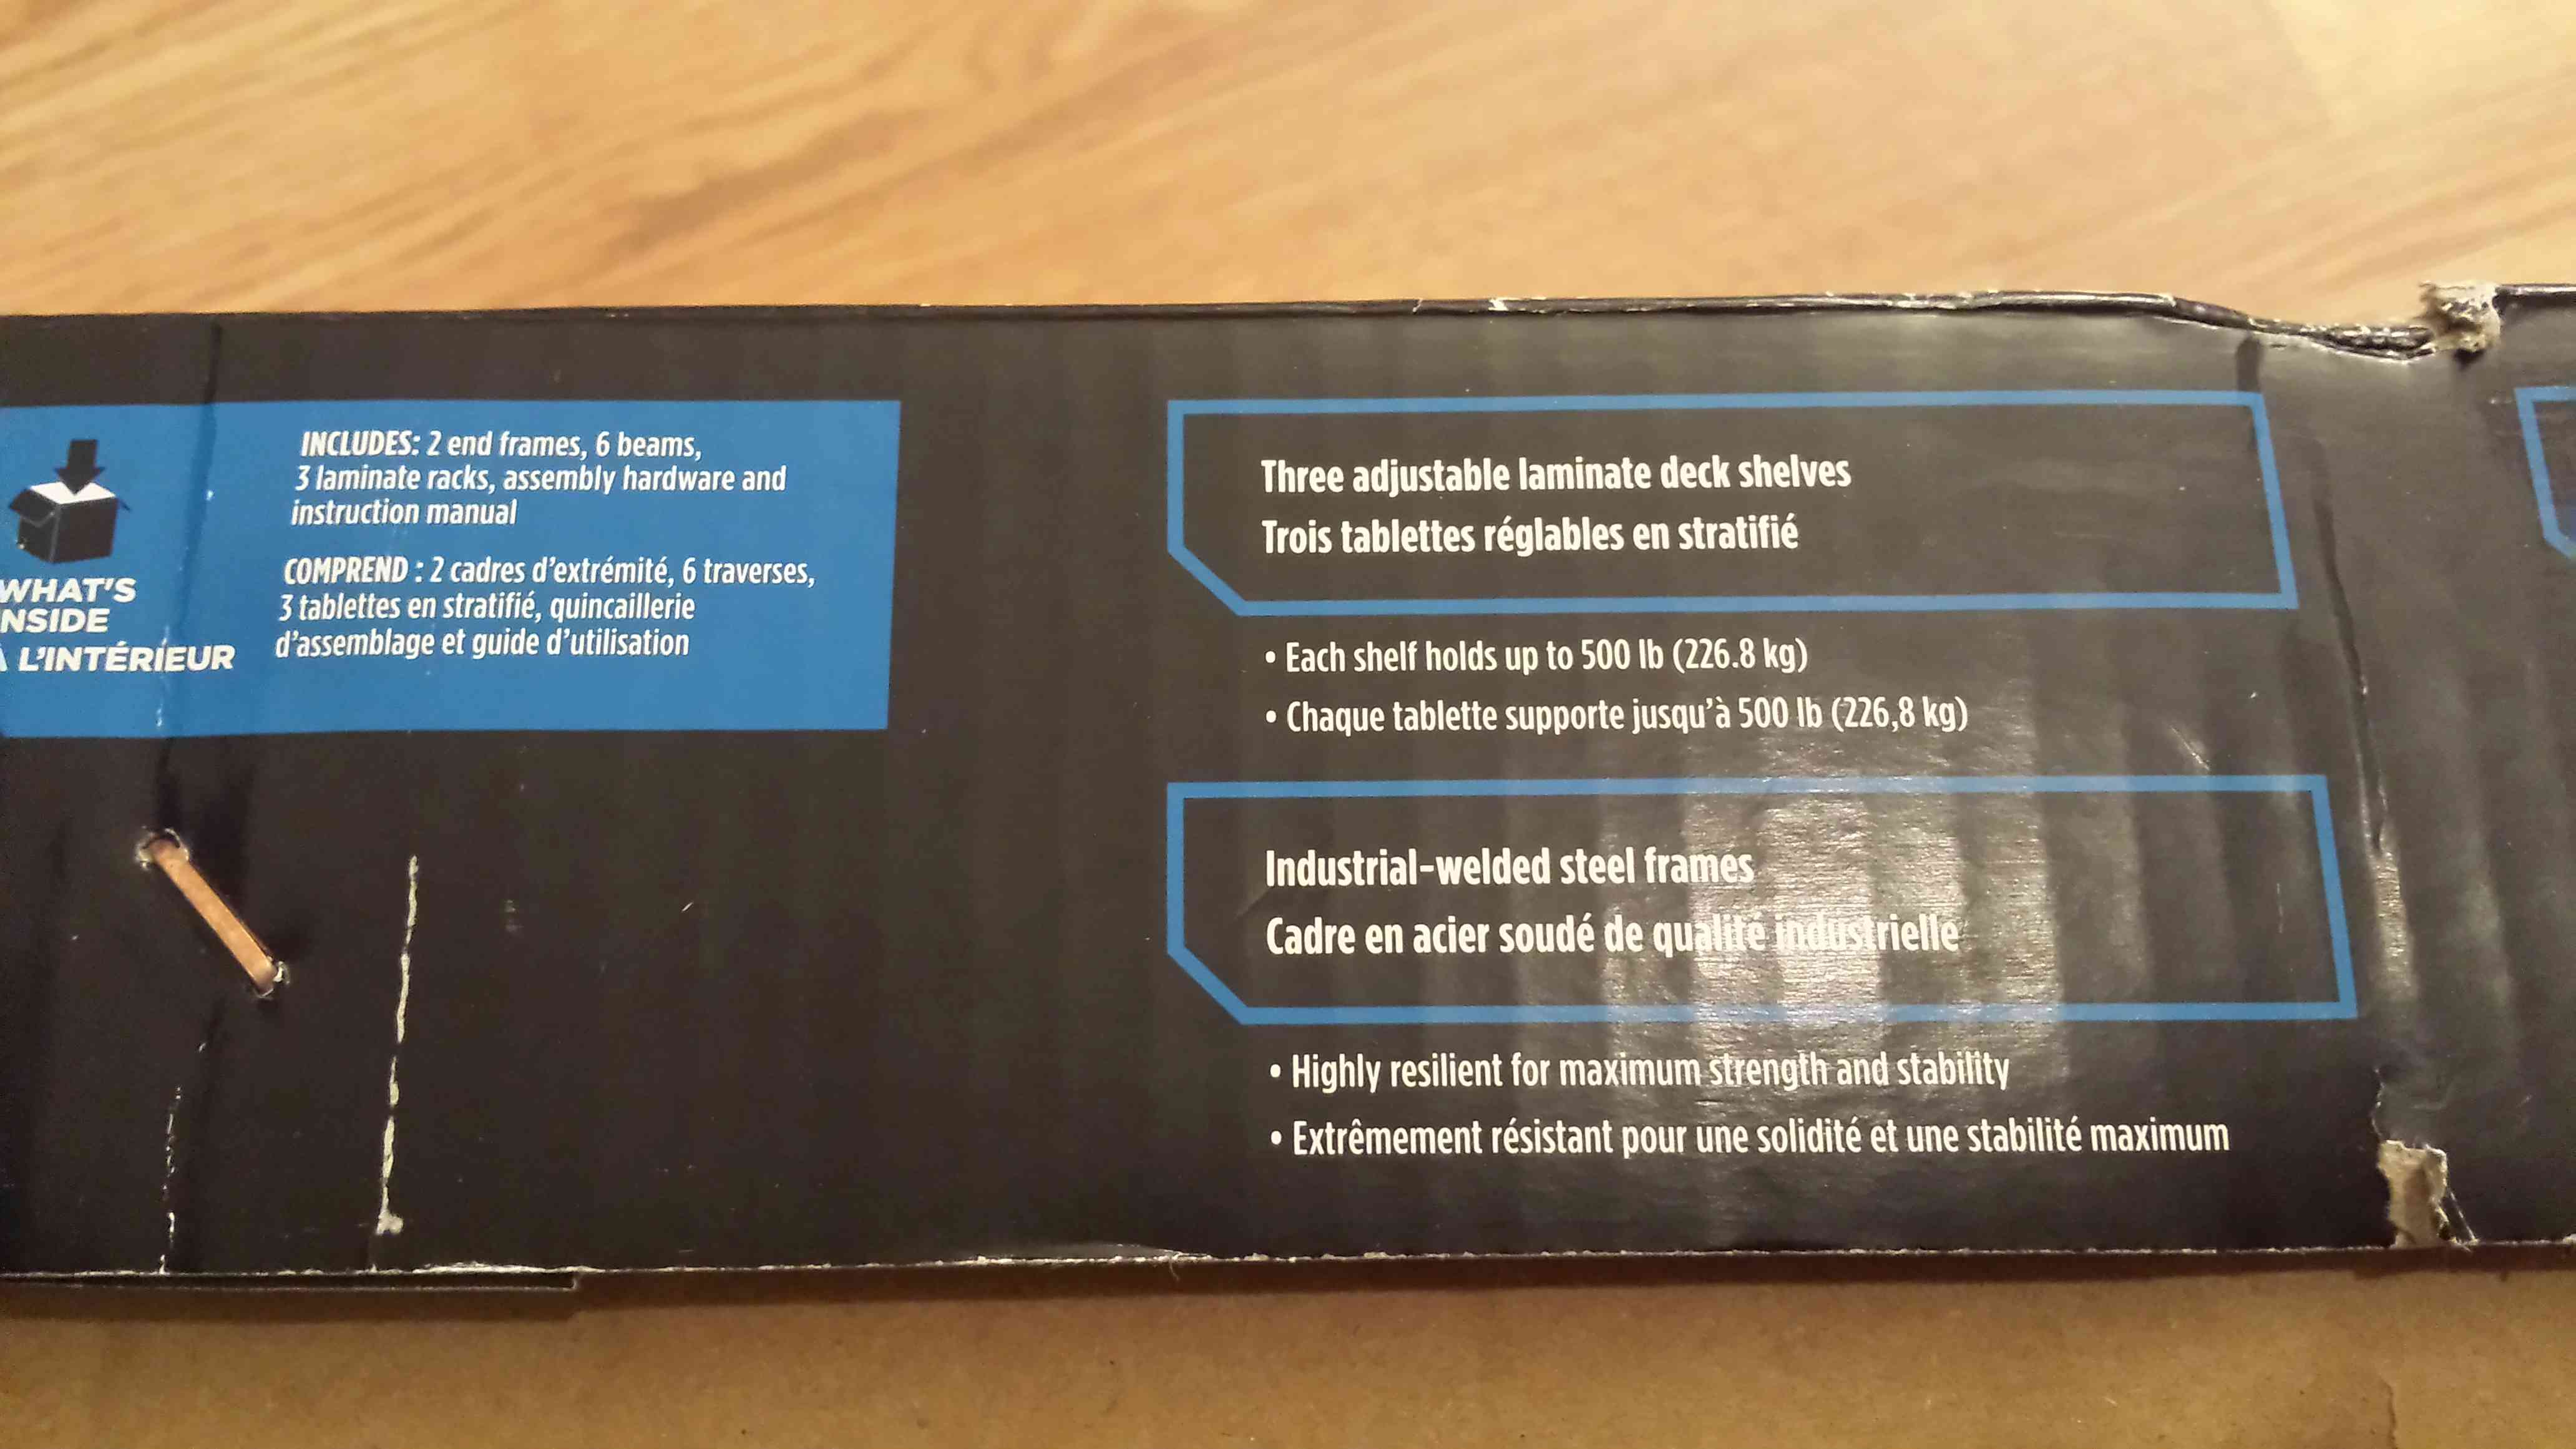 INCLUDES: 2 end frames, 6 beams,
3 laminate racks, assembly hardware and
instruction manual
COMPREND : 2 cadres d'extrémité, 6 traverses,
3 tablettes en stratifié, quincaillerie
d'assemblage et guide d'utilisation
WHAT'S
NSIDE
À L'INTÉRIEUR
Three adjustable laminate deck shelves
Trois tablettes réglables en stratifié
• Each shelf holds up to 500 lb (226.8 kg)
• Chaque tablette supporte jusqu'à 500 lb (226,8 kg)
Industrial-welded steel frames
Cadre en acier soudé de qualité industrielle
• Highly resilient for maximum strength and stability
• Extrêmement résistant pour une solidité et une stabilité maximum